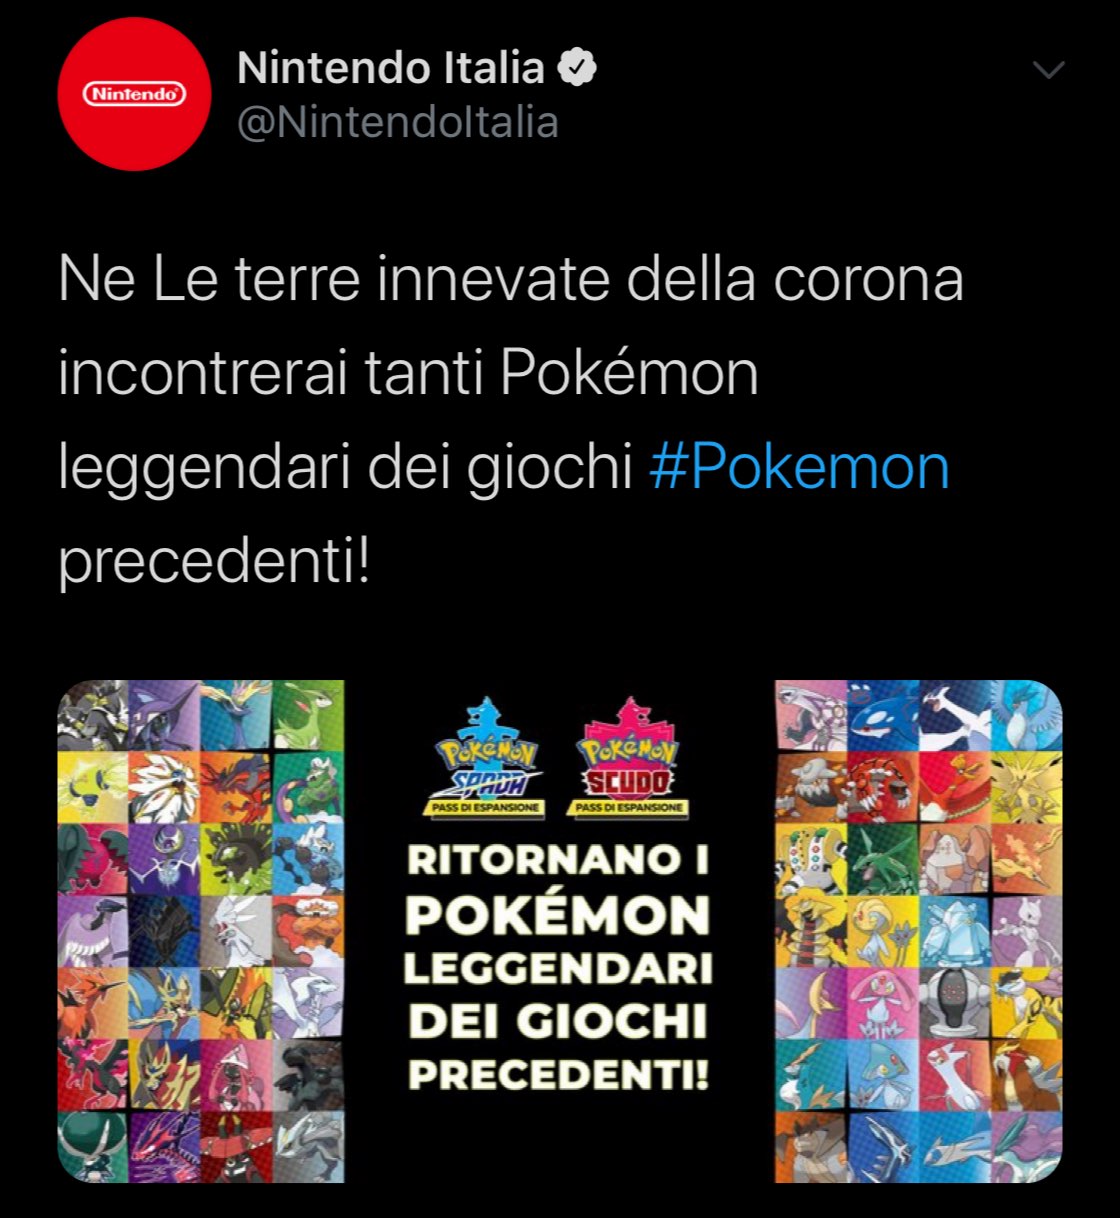 Nintendo
Nintendo Italia
@NintendoItalia
Ne Le terre innevate della corona
incontrerai tanti Pokémon
leggendari dei giochi #Pokemon
precedenti!
POKÉMON
SPADA
PASS DI ESPANSIONE
POKÉMON
SCUDO
PASS DI ESPANSIONE
RITORNANO I
POKÉMON
LEGGENDARI
DEI GIOCHI
PRECEDENTI!